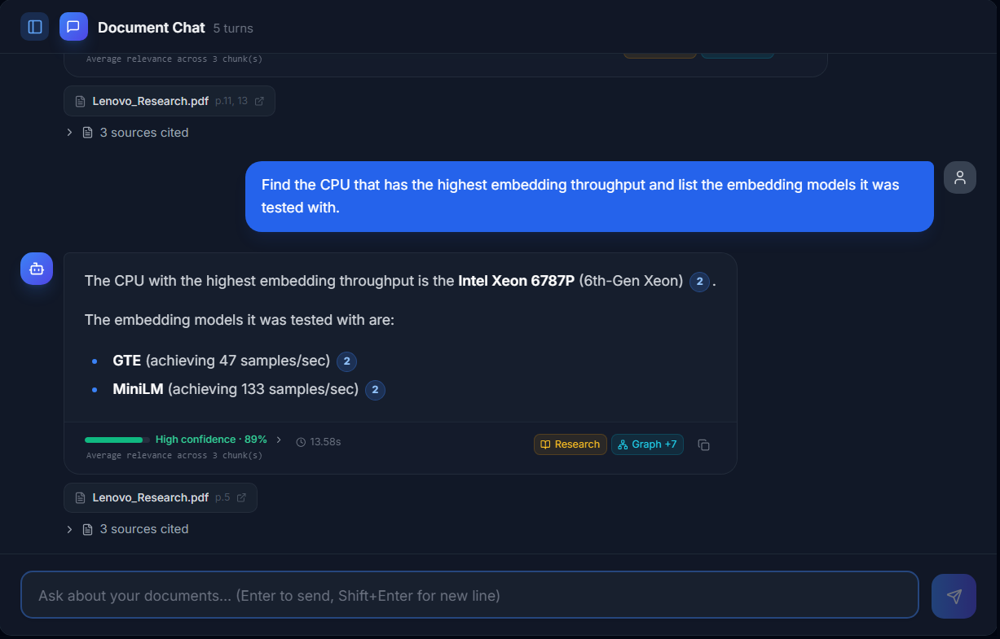 Document Chat 5 turns
Average relevance across 3 chunk(s)
Lenovo_Research.pdf p.11, 13
3 sources cited
Find the CPU that has the highest embedding throughput and list the embedding models it was
tested with.
The CPU with the highest embedding throughput is the Intel Xeon 6787P (6th-Gen Xeon) 2 .
The embedding models it was tested with are:
• GTE (achieving 47 samples/sec) 2
• MiniLM (achieving 133 samples/sec) 2
High confidence · 89% 13.58s Research Graph +7
Average relevance across 3 chunk(s)
Lenovo_Research.pdf p.5
3 sources cited
Ask about your documents... (Enter to send, Shift+Enter for new line)